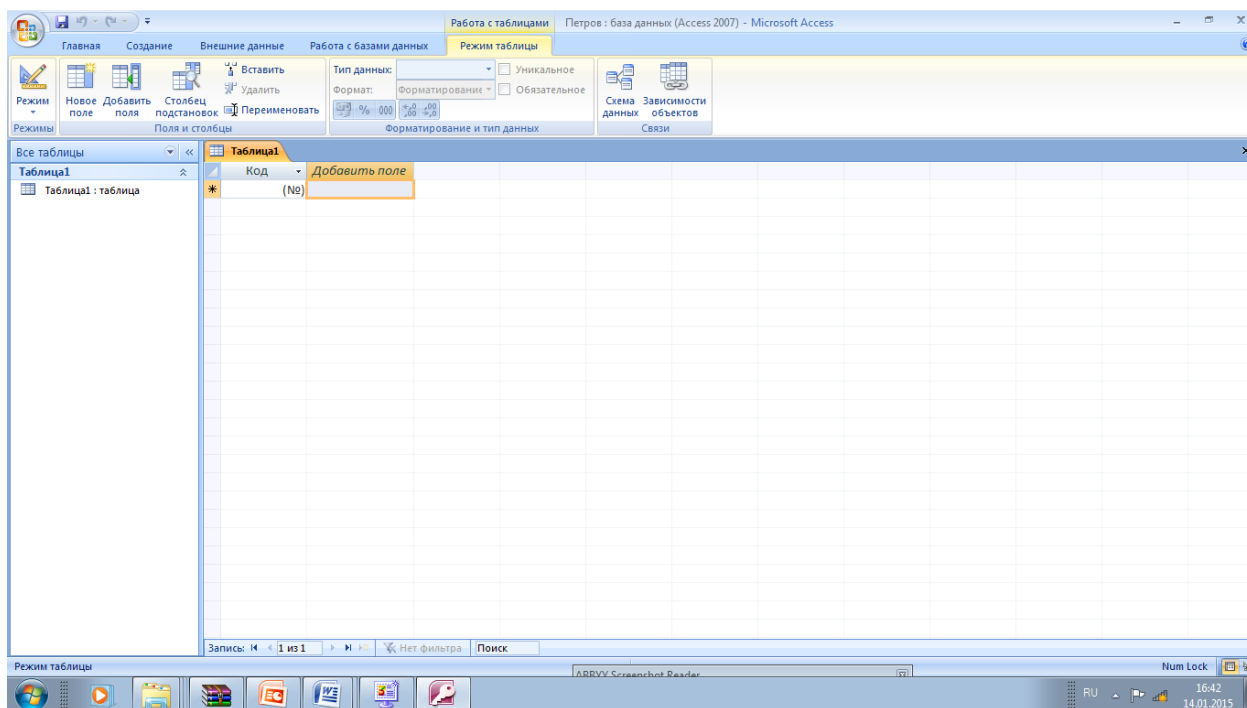 Работа с таблицами Петров : база данных (Access 2007) - Microsoft Access
Главная Создание Внешние данные Работа с базами данных Режим таблицы
Режим
Новое поле
Добавить поля
Столбец подстановок
Вставить
Удалить
Переименовать
Тип данных:
Формат: Форматирование
% 000
Уникальное
Обязательное
Схема данных
Зависимости объектов
Режимы Поля и столбцы Форматирование и тип данных Связи
Все таблицы
Таблица1
Таблица1 : таблица
Таблица1
Код Добавить поле
(№)
Запись: 1 из 1 Нет фильтра Поиск
Режим таблицы
Num Lock
ABBYY Screenshot Reader
RU
16:42
14.01.2015